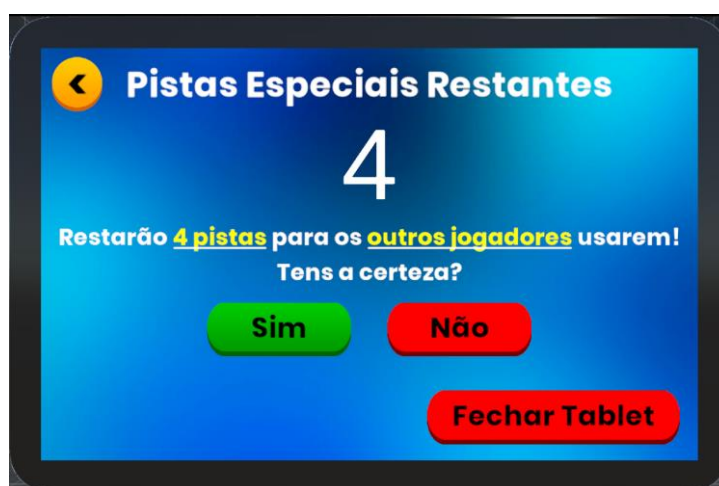 Pistas Especiais Restantes
4
Restarão 4 pistas para os outros jogadores usarem!
Tens a certeza?
Sim
Não
Fechar Tablet